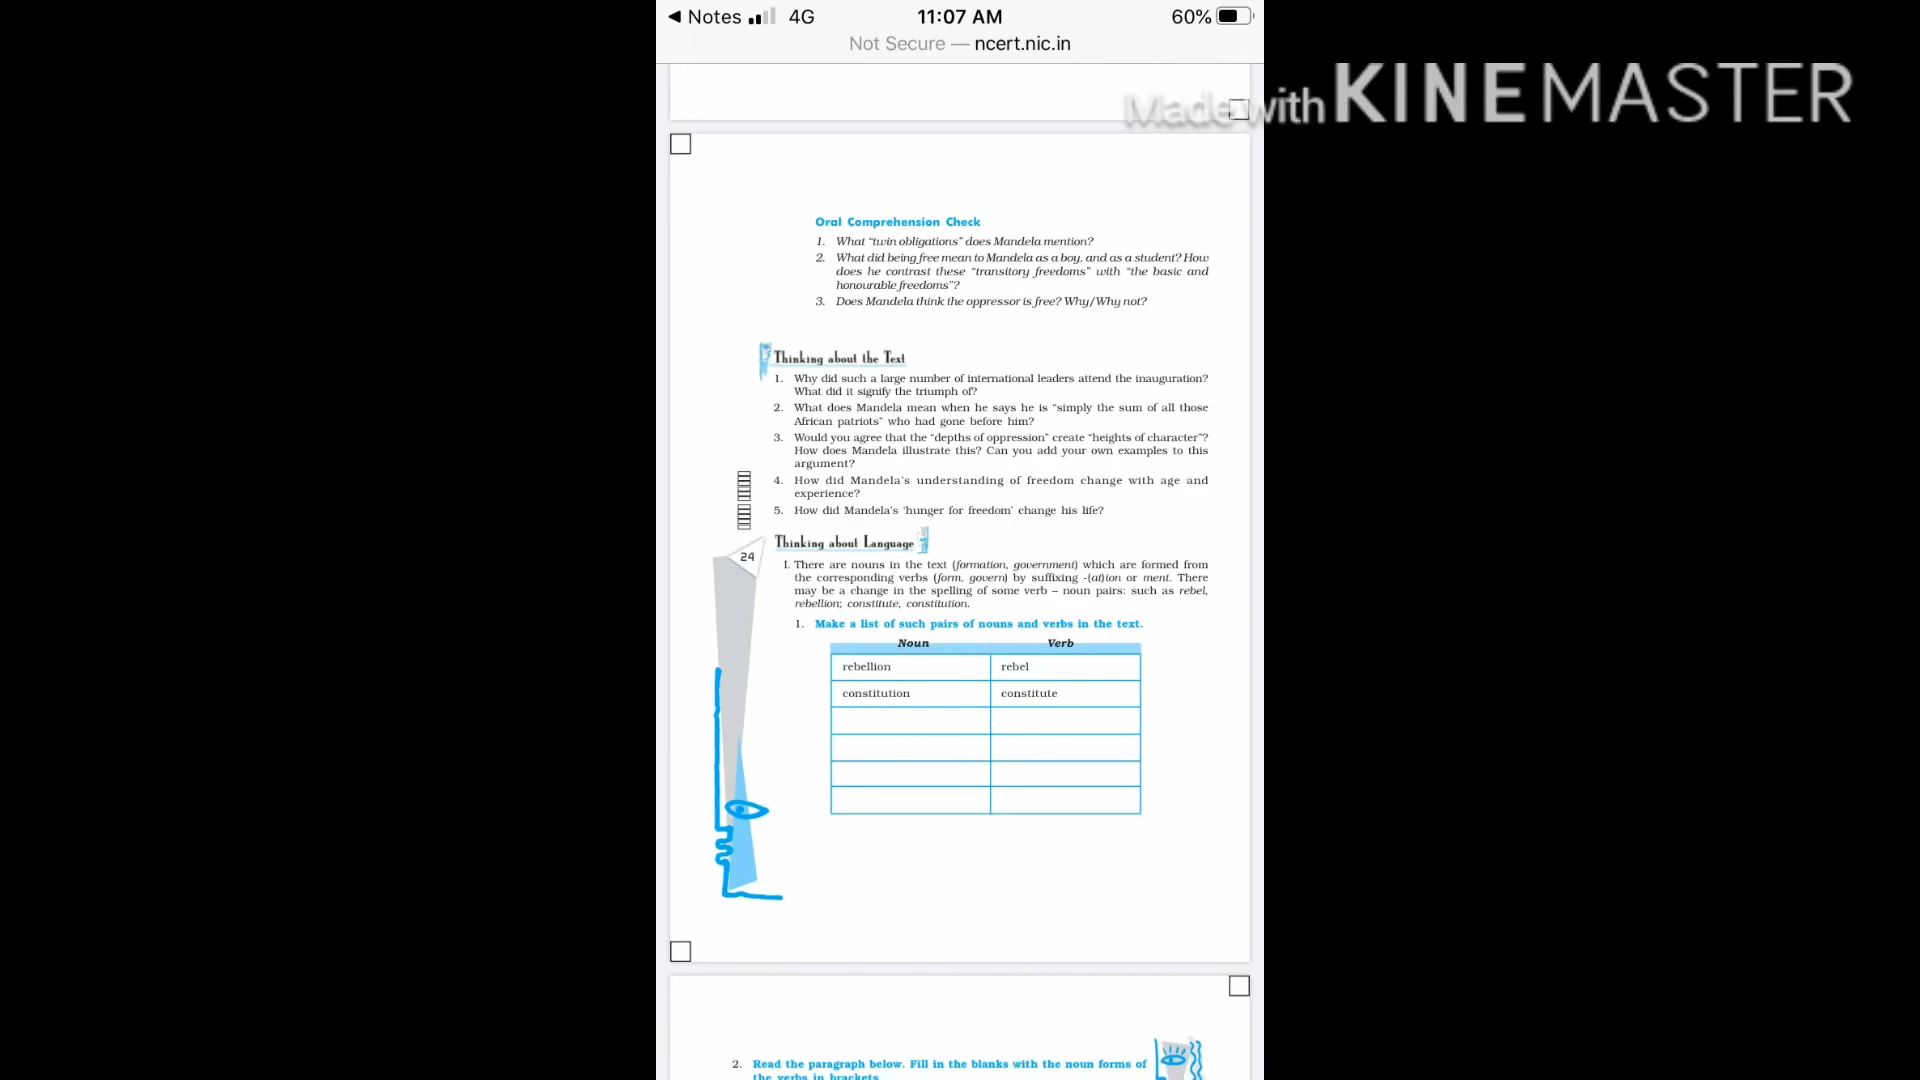 ◀ Notes 4G 11:07 AM 60%
Not Secure — ncert.nic.in
Made with KINEMASTER
Oral Comprehension Check
1. What “twin obligations” does Mandela mention?
2. What did being free mean to Mandela as a boy, and as a student? How
does he contrast these “transitory freedoms” with “the basic and
honourable freedoms”?
3. Does Mandela think the oppressor is free? Why/Why not?
Thinking about the Text
1. Why did such a large number of international leaders attend the inauguration?
What did it signify the triumph of?
2. What does Mandela mean when he says he is “simply the sum of all those
African patriots” who had gone before him?
3. Would you agree that the “depths of oppression” create “heights of character”?
How does Mandela illustrate this? Can you add your own examples to this
argument?
4. How did Mandela’s understanding of freedom change with age and
experience?
5. How did Mandela’s ‘hunger for freedom’ change his life?
Thinking about Language
24
I. There are nouns in the text (formation, government) which are formed from
the corresponding verbs (form, govern) by suffixing -(at)ion or ment. There
may be a change in the spelling of some verb – noun pairs: such as rebel,
rebellion; constitute, constitution.
1. Make a list of such pairs of nouns and verbs in the text.
Noun Verb
rebellion rebel
constitution constitute
2. Read the paragraph below. Fill in the blanks with the noun forms of
the verbs in brackets.